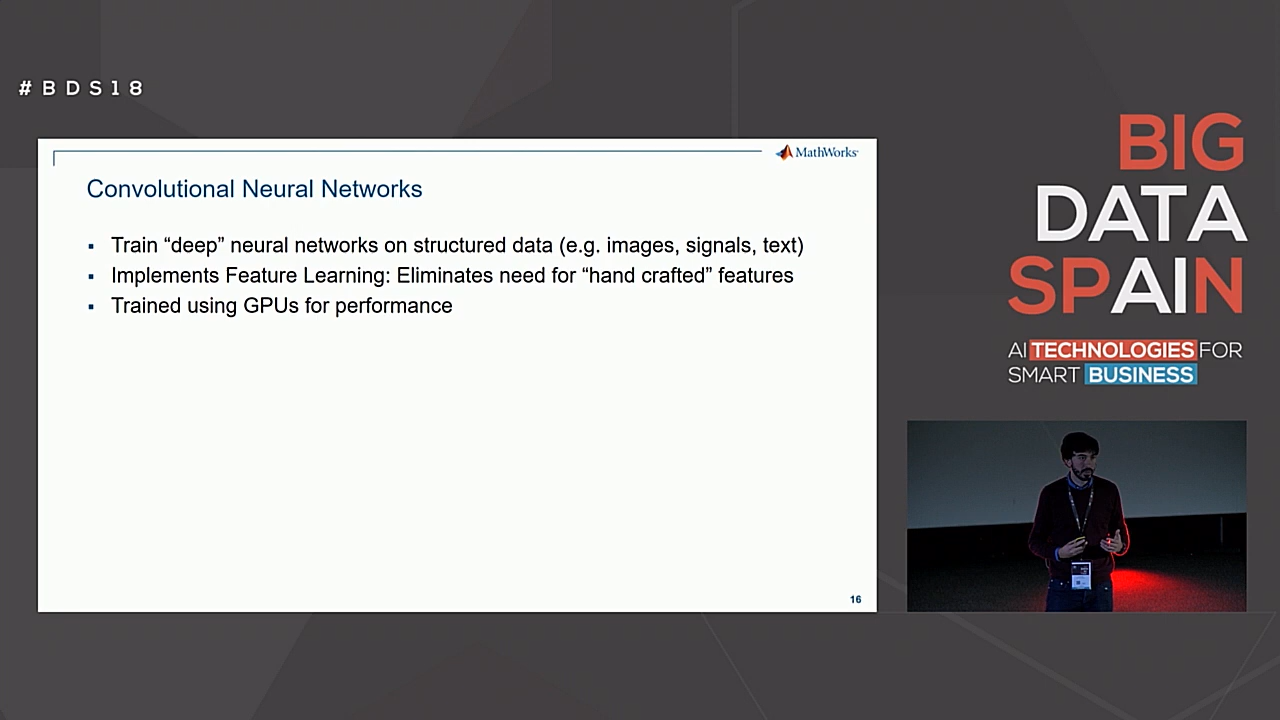 #BDS18
MathWorks
Convolutional Neural Networks
▪ Train “deep” neural networks on structured data (e.g. images, signals, text)
▪ Implements Feature Learning: Eliminates need for “hand crafted” features
▪ Trained using GPUs for performance
16
BIG
DATA
SPAIN
AI TECHNOLOGIES FOR
SMART BUSINESS